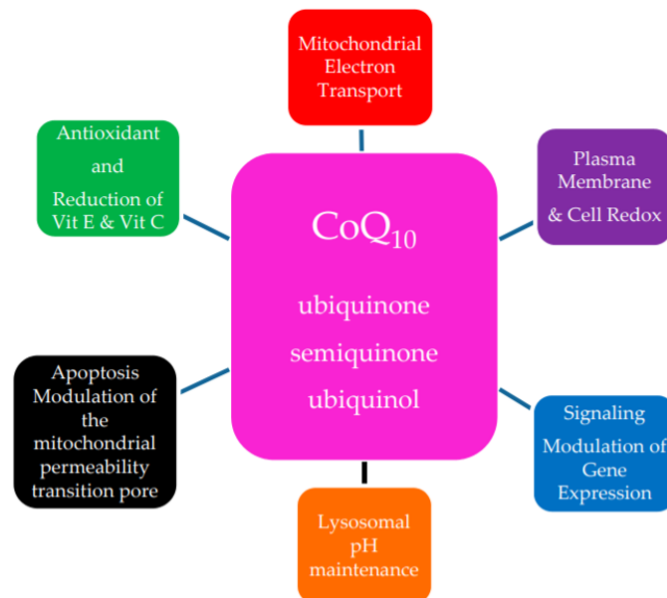 Mitochondrial
Electron
Transport
Antioxidant
and
Reduction of
Vit E & Vit C
Plasma
Membrane
& Cell Redox
CoQ₁₀
ubiquinone
semiquinone
ubiquinol
Apoptosis
Modulation of
the
mitochondrial
permeability
transition pore
Signaling
Modulation of
Gene
Expression
Lysosomal
pH
maintenance